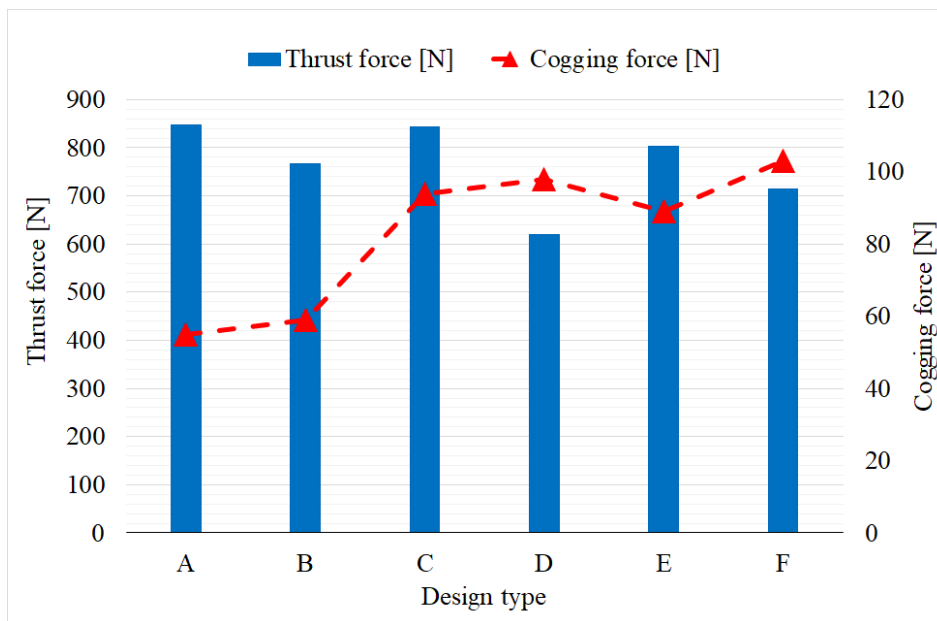 Thrust force [N] Cogging force [N]
900 120
800 100
700 80
600 60
500 40
400 20
300 0
200
100
0
Thrust force [N]
Cogging force [N]
A B C D E F
Design type